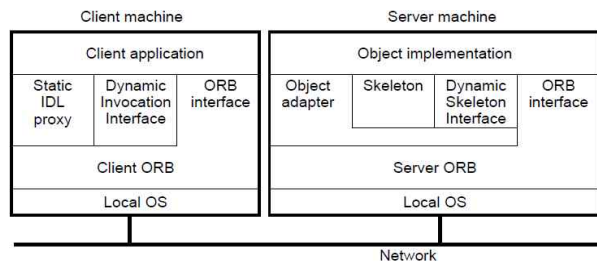 Client machine
Server machine
Client application
Object implementation
Static
IDL
proxy
Dynamic
Invocation
Interface
ORB
interface
Object
adapter
Skeleton
Dynamic
Skeleton
Interface
ORB
interface
Client ORB
Server ORB
Local OS
Local OS
Network